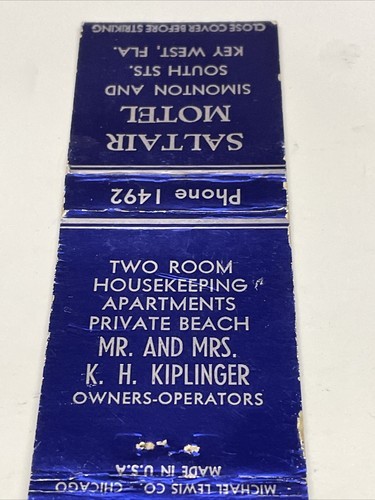 CLOSE COVER BEFORE STRIKING
SALTAIR
MOTEL
SIMONTON AND
SOUTH STS.
KEY WEST, FLA.
Phone 1492
TWO ROOM
HOUSEKEEPING
APARTMENTS
PRIVATE BEACH
MR. AND MRS.
K. H. KIPLINGER
OWNERS-OPERATORS
MICHAEL LEWIS CO - CHICAGO
MADE IN U.S.A